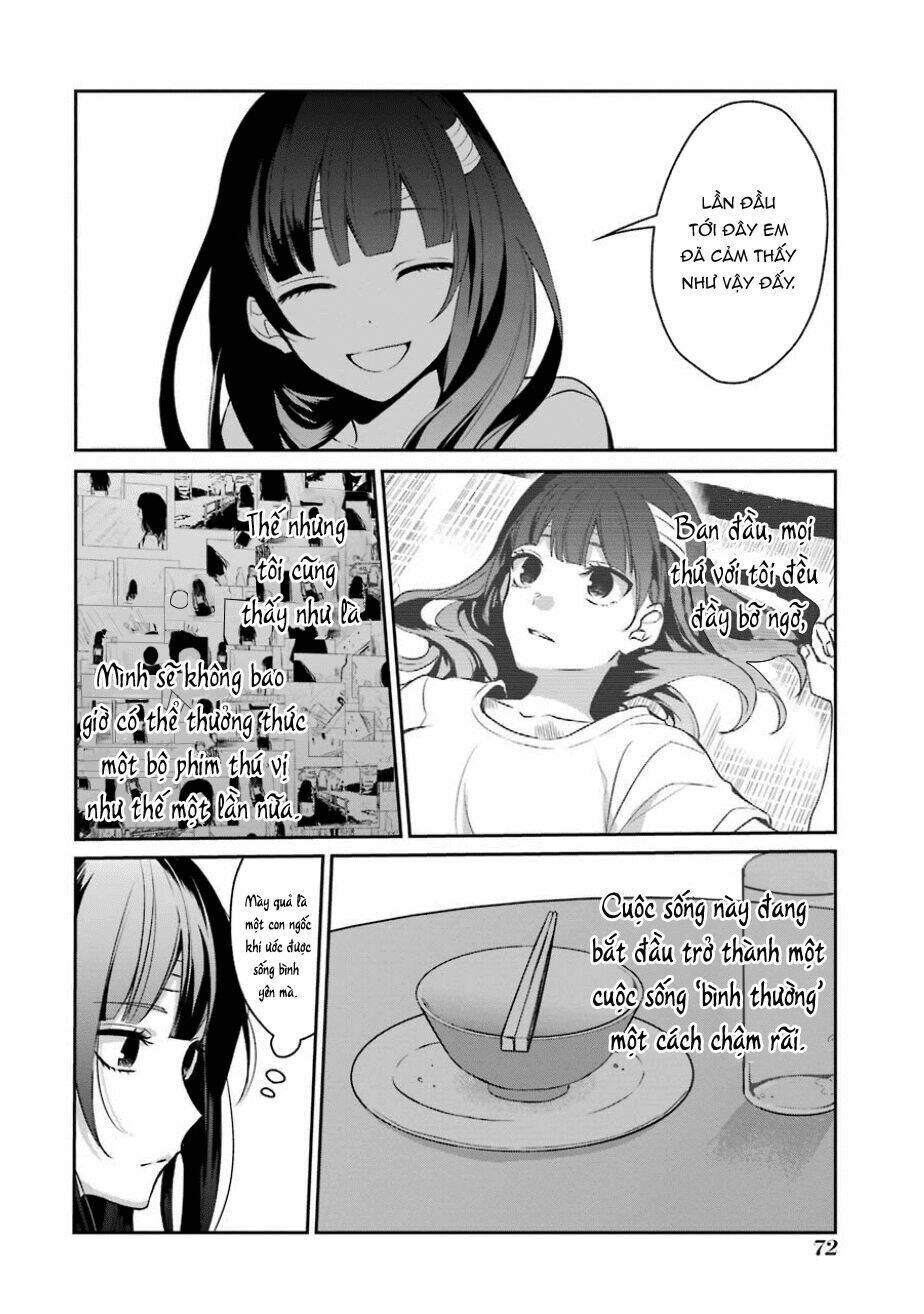 LẦN ĐẦU
TỚI ĐÂY EM
ĐÃ CẢM THẤY
NHƯ VẬY ĐẤY.
Ban đầu, mọi
thứ với tôi đều
đầy bỡ ngỡ,
Thế nhưng
tôi cũng
thấy như là
Mình sẽ không bao
giờ có thể thưởng thức
một bộ phim thú vị
như thế một lần nữa.
Cuộc sống này đang
bắt đầu trở thành một
cuộc sống 'bình thường'
một cách chậm rãi.
Mày quả là
một con ngốc
khi ước được
sống bình
yên mà.
72